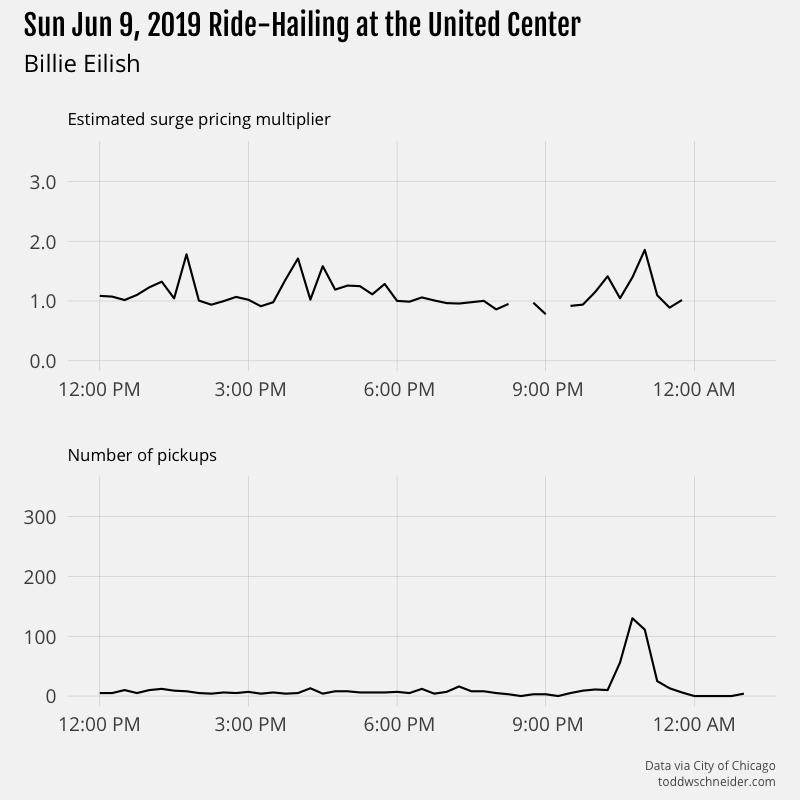 Sun Jun 9, 2019 Ride-Hailing at the United Center
Billie Eilish
Estimated surge pricing multiplier
3.0
2.0
1.0
0.0
12:00 PM 3:00 PM 6:00 PM 9:00 PM 12:00 AM
Number of pickups
300
200
100
0
12:00 PM 3:00 PM 6:00 PM 9:00 PM 12:00 AM
Data via City of Chicago
toddwschneider.com